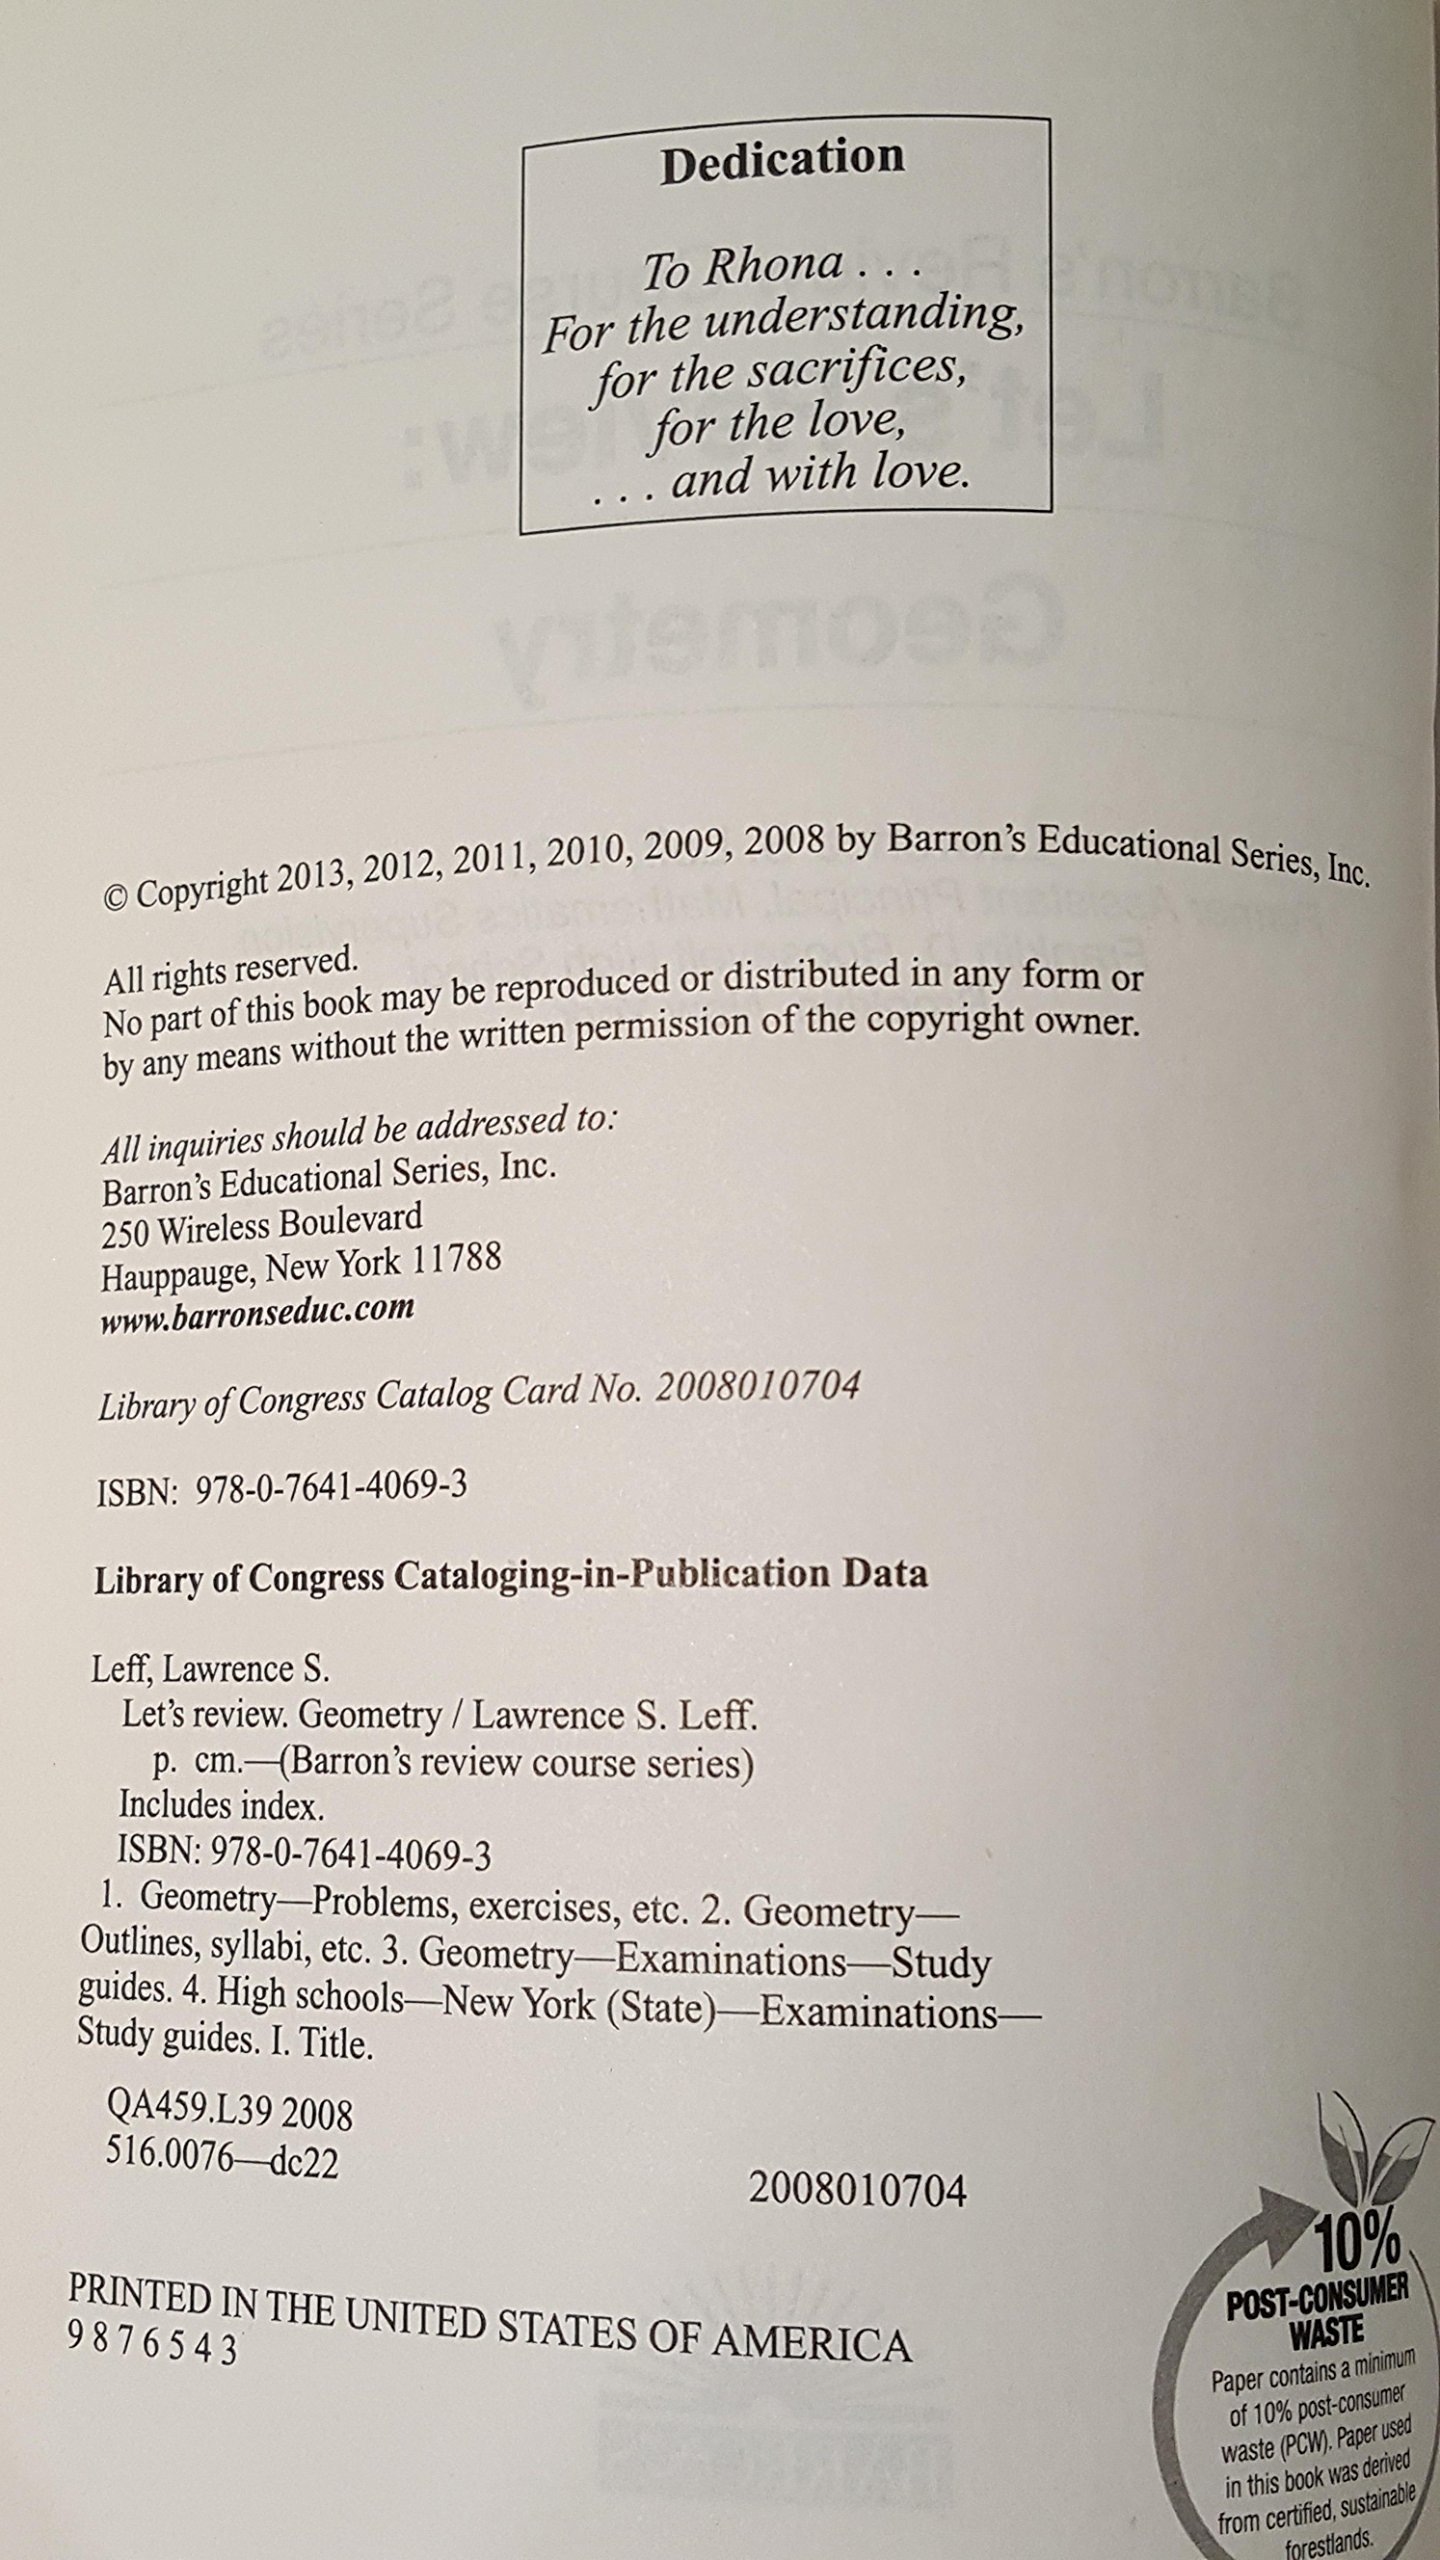 Dedication
To Rhona . . .
For the understanding,
for the sacrifices,
for the love,
. . . and with love.
© Copyright 2013, 2012, 2011, 2010, 2009, 2008 by Barron's Educational Series, Inc.
All rights reserved.
No part of this book may be reproduced or distributed in any form or
by any means without the written permission of the copyright owner.
All inquiries should be addressed to:
Barron's Educational Series, Inc.
250 Wireless Boulevard
Hauppauge, New York 11788
www.barronseduc.com
Library of Congress Catalog Card No. 2008010704
ISBN: 978-0-7641-4069-3
Library of Congress Cataloging-in-Publication Data
Leff, Lawrence S.
Let's review. Geometry / Lawrence S. Leff.
p. cm.—(Barron's review course series)
Includes index.
ISBN: 978-0-7641-4069-3
1. Geometry—Problems, exercises, etc. 2. Geometry—
Outlines, syllabi, etc. 3. Geometry—Examinations—Study
guides. 4. High schools—New York (State)—Examinations—
Study guides. I. Title.
QA459.L39 2008
516.0076—dc22
2008010704
PRINTED IN THE UNITED STATES OF AMERICA
9 8 7 6 5 4 3
10%
POST-CONSUMER
WASTE
Paper contains a minimum
of 10% post-consumer
waste (PCW). Paper used
in this book was derived
from certified, sustainable
forestlands.